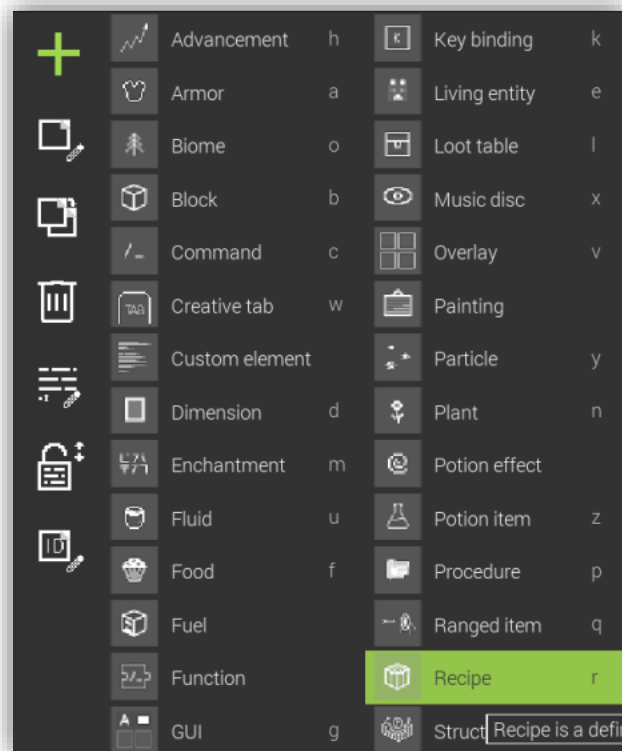 Advancement h
Armor a
Biome o
Block b
Command c
Creative tab w
Custom element
Dimension d
Enchantment m
Fluid u
Food f
Fuel
Function
GUI g
Key binding k
Living entity e
Loot table l
Music disc x
Overlay v
Painting
Particle y
Plant n
Potion effect
Potion item z
Procedure p
Ranged item q
Recipe r
Struct Recipe is a defi
TAB
ID
K
A